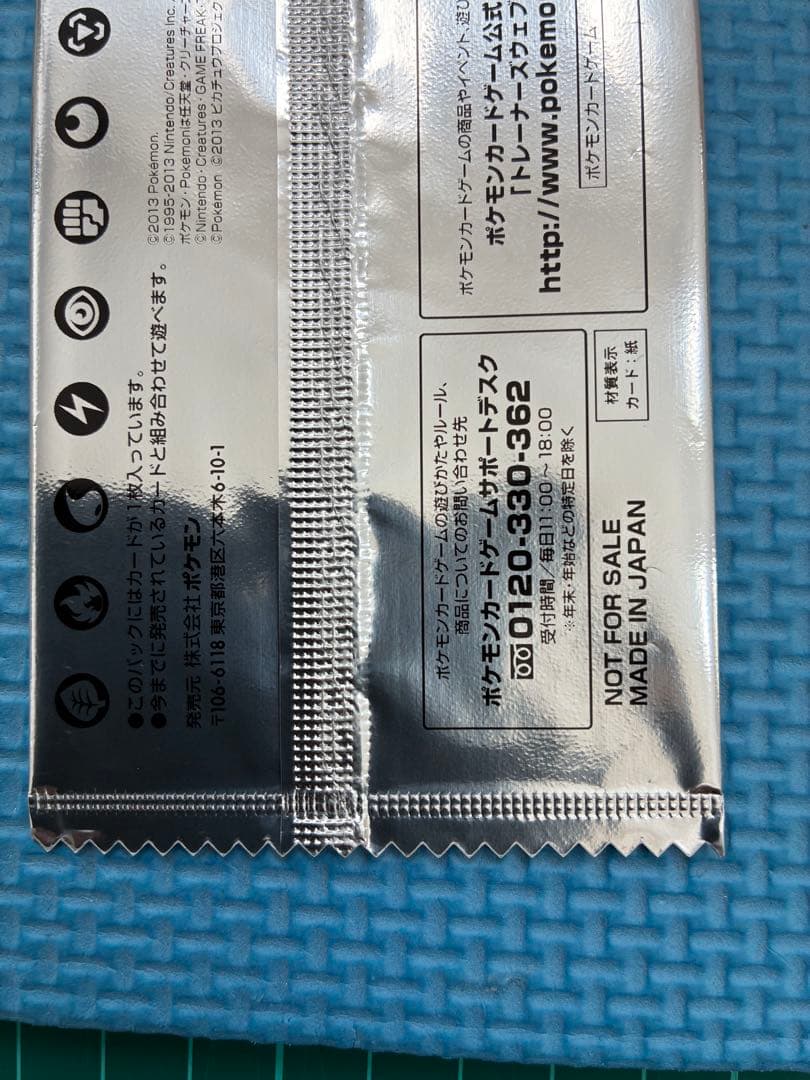 ©2013 Pokémon.
©1995-2013 Nintendo/Creatures Inc.
ポケモン・Pokémonは任天堂・クリーチャー
©Nintendo・Creatures・GAME FREAK・
©Pokémon ©2013 ピカチュウプロジェク
●このパックにはカードが1枚入っています。
●今までに発売されているカードと組み合わせて遊べます。
発売元 株式会社ポケモン
〒106-6118 東京都港区六本木6-10-1
ポケモンカードゲームの商品やイベント、遊び
ポケモンカードゲーム公式
「トレーナーズウェブ
http://www.pokemo
ポケモンカードゲーム
ポケモンカードゲームの遊びかたやルール、
商品についてのお問い合わせ先
ポケモンカードゲームサポートデスク
0120-330-362
受付時間/毎日11:00~18:00
※年末・年始などの特定日を除く
材質表示
カード:紙
NOT FOR SALE
MADE IN JAPAN